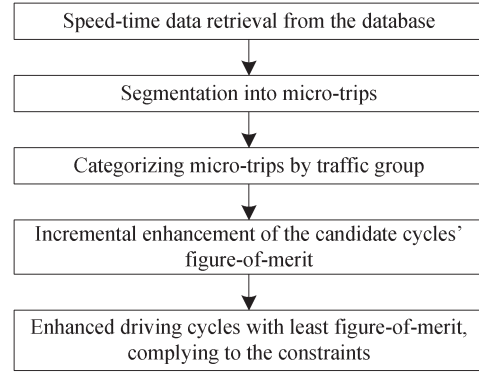 Speed-time data retrieval from the database
Segmentation into micro-trips
Categorizing micro-trips by traffic group
Incremental enhancement of the candidate cycles'
figure-of-merit
Enhanced driving cycles with least figure-of-merit,
complying to the constraints